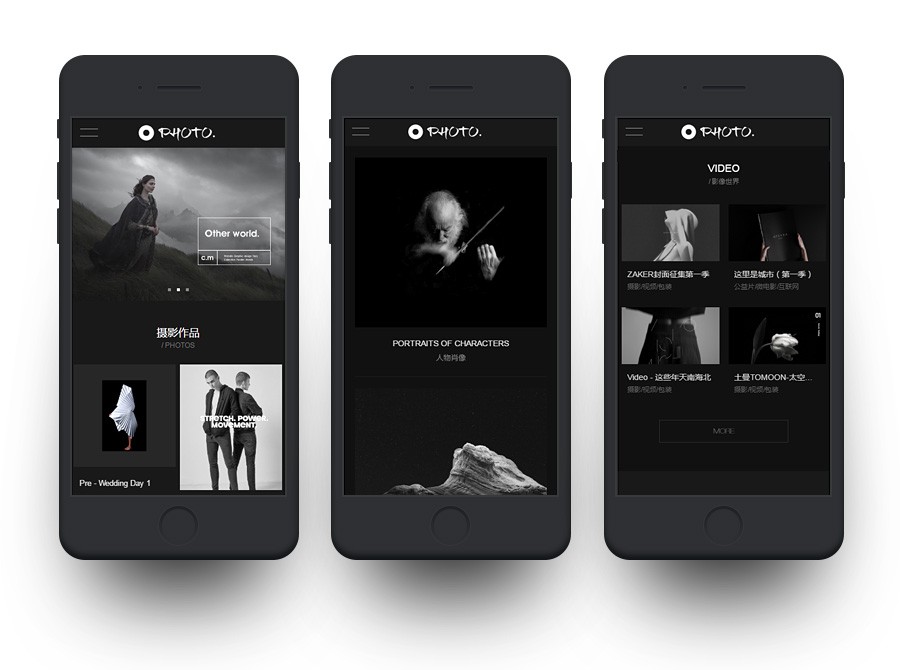 PHOTO.
Other world.
c.m
摄影作品
/ PHOTOS
STRETCH. POWER.
MOVEMENT.
Pre - Wedding Day 1
PHOTO.
PORTRAITS OF CHARACTERS
人物肖像
PHOTO.
VIDEO
/ 影像世界
ZAKER封面征集第一季
摄影/视频/包装
这里是城市（第一季）
公益片/微电影/互联网
Video - 这些年天南海北
摄影/视频/包装
土曼TOMOON-太空...
摄影/视频/包装
MORE